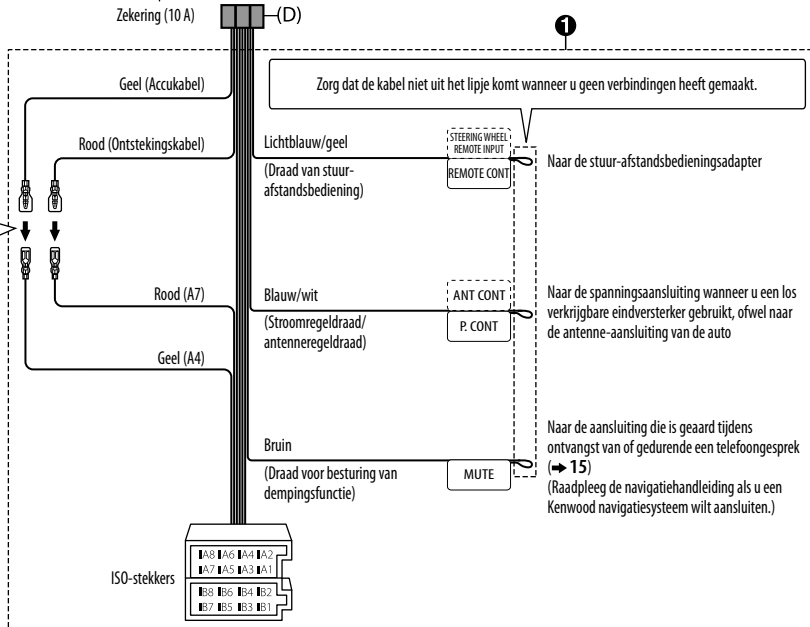 Zekering (10 A)
(D)
1
Geel (Accukabel)
Zorg dat de kabel niet uit het lipje komt wanneer u geen verbindingen heeft gemaakt.
Rood (Ontstekingskabel)
Lichtblauw/geel
(Draad van stuur-
afstandsbediening)
STEERING WHEEL
REMOTE INPUT
REMOTE CONT
Naar de stuur-afstandsbedieningsadapter
Rood (A7)
Blauw/wit
(Stroomregeldraad/
antenneregeldraad)
ANT CONT
P. CONT
Naar de spanningsaansluiting wanneer u een los
verkrijgbare eindversterker gebruikt, ofwel naar
de antenne-aansluiting van de auto
Geel (A4)
Bruin
(Draad voor besturing van
dempingsfunctie)
MUTE
Naar de aansluiting die is geaard tijdens
ontvangst van of gedurende een telefoongesprek
(➡ 15)
(Raadpleeg de navigatiehandleiding als u een
Kenwood navigatiesysteem wilt aansluiten.)
ISO-stekkers
A8 A6 A4 A2
A7 A5 A3 A1
B8 B6 B4 B2
B7 B5 B3 B1